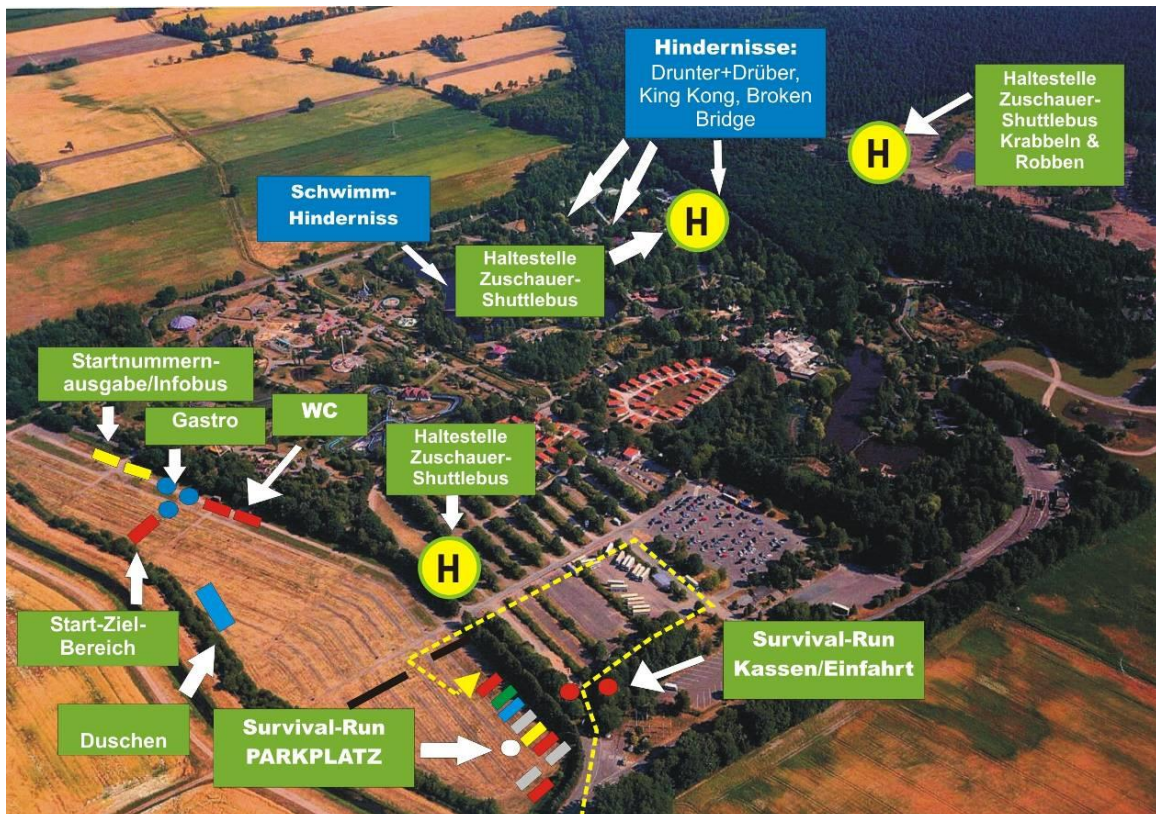 Hindernisse:
Drunter+Drüber,
King Kong, Broken
Bridge
Haltestelle
Zuschauer-
Shuttlebus
Krabbeln &
Robben
H
Schwimm-
Hinderniss
H
Haltestelle
Zuschauer-
Shuttlebus
Startnummern-
ausgabe/Infobus
Gastro
WC
Haltestelle
Zuschauer-
Shuttlebus
H
Start-Ziel-
Bereich
Survival-Run
Kassen/Einfahrt
Duschen
Survival-Run
PARKPLATZ